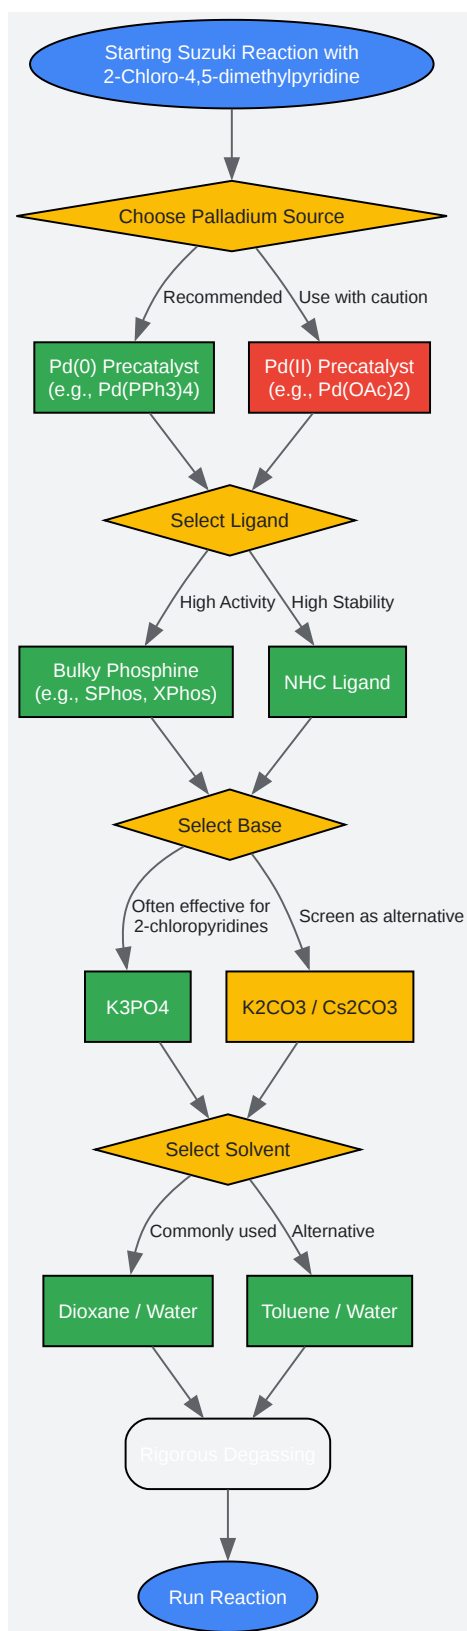 Starting Suzuki Reaction with
2-Chloro-4,5-dimethylpyridine
Choose Palladium Source
Recommended
Use with caution
Pd(0) Precatalyst
(e.g., Pd(PPh3)4)
Pd(II) Precatalyst
(e.g., Pd(OAc)2)
Select Ligand
High Activity
High Stability
Bulky Phosphine
(e.g., SPhos, XPhos)
NHC Ligand
Select Base
Often effective for
2-chloropyridines
Screen as alternative
K3PO4
K2CO3 / Cs2CO3
Select Solvent
Commonly used
Alternative
Dioxane / Water
Toluene / Water
Rigorous Degassing
Run Reaction